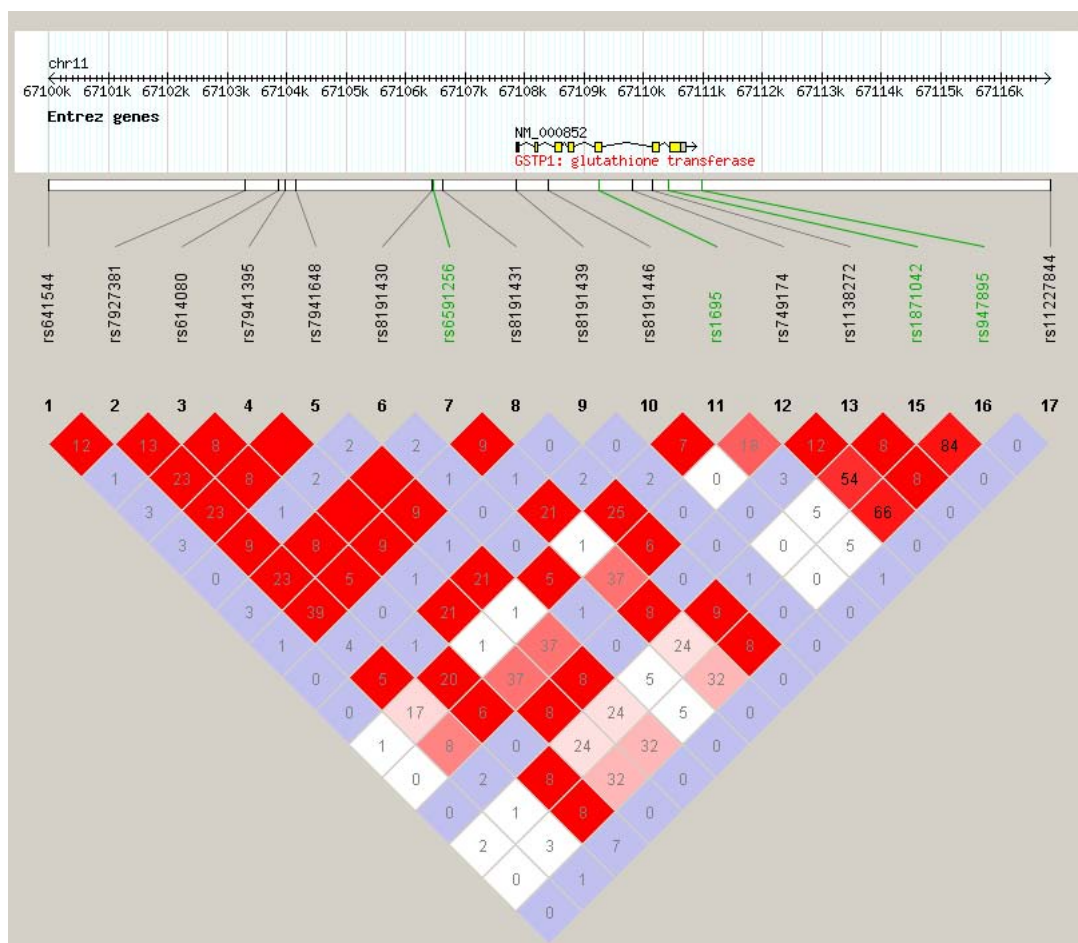 chr11
67100k 67101k 67102k 67103k 67104k 67105k 67106k 67107k 67108k 67109k 67110k 67111k 67112k 67113k 67114k 67115k 67116k
Entrez genes
NM_000852
GSTP1: glutathione transferase
rs641544
rs7927381
rs614080
rs7941395
rs7941648
rs8191430
rs6591256
rs8191431
rs8191439
rs8191446
rs1695
rs749174
rs1138272
rs1871042
rs947895
rs11227844
1 2 3 4 5 6 7 8 9 10 11 12 13 15 16 17
12 13 8 2 2 9 0 0 7 18 12 8 84 0
1 23 8 2 1 1 2 2 0 3 54 8 0
3 23 1 9 0 21 25 0 0 5 66 0
3 9 8 9 1 0 1 6 0 0 5 0
0 23 5 1 21 5 37 0 1 0 1
3 39 0 21 1 1 8 9 0 0
1 4 1 1 37 0 24 8 0
0 5 20 37 8 5 32 0
0 17 6 8 24 5 0
1 8 0 24 32 0
0 2 8 32 0
0 1 8 0
2 3 7
0 1
0